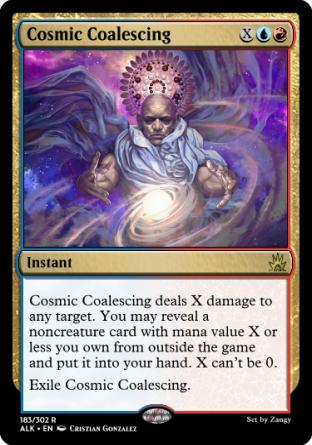 Cosmic Coalescing
X
Instant
Cosmic Coalescing deals X damage to
any target. You may reveal a
noncreature card with mana value X or
less you own from outside the game
and put it into your hand. X can't be 0.
Exile Cosmic Coalescing.
183/302 R
ALK • EN Cristian Gonzalez
Set by Zangy